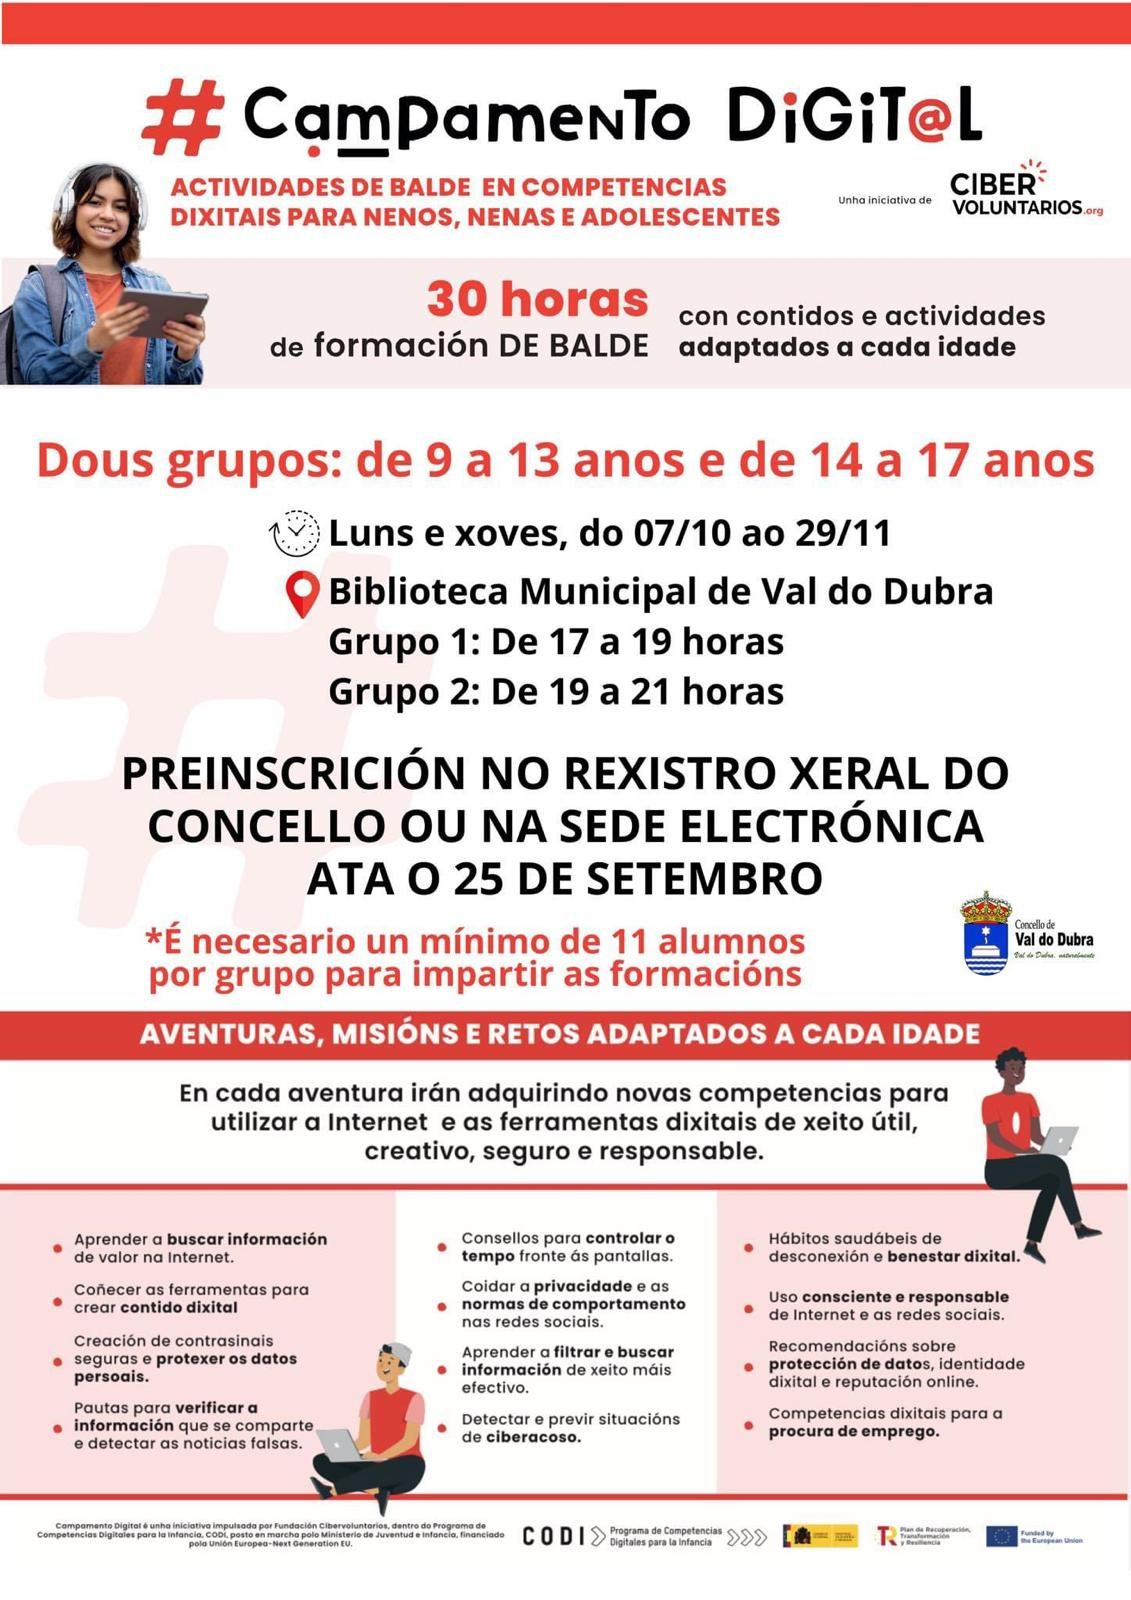 # Campamento DiGiT@L
ACTIVIDADES DE BALDE EN COMPETENCIAS
DIXITAIS PARA NENOS, NENAS E ADOLESCENTES
Unha iniciativa de
CIBER
VOLUNTARIOS.org
30 horas
de formación DE BALDE
con contidos e actividades
adaptados a cada idade
Dous grupos: de 9 a 13 anos e de 14 a 17 anos
Luns e xoves, do 07/10 ao 29/11
Biblioteca Municipal de Val do Dubra
Grupo 1: De 17 a 19 horas
Grupo 2: De 19 a 21 horas
PREINSCRICIÓN NO REXISTRO XERAL DO
CONCELLO OU NA SEDE ELECTRÓNICA
ATA O 25 DE SETEMBRO
*É necesario un mínimo de 11 alumnos
por grupo para impartir as formacións
Concello de
Val do Dubra
Val do Dubra, naturalmente
AVENTURAS, MISIÓNS E RETOS ADAPTADOS A CADA IDADE
En cada aventura irán adquirindo novas competencias para
utilizar a Internet e as ferramentas dixitais de xeito útil,
creativo, seguro e responsable.
Aprender a buscar información
de valor na Internet.
Coñecer as ferramentas para
crear contido dixital
Creación de contrasinais
seguras e protexer os datos
persoais.
Pautas para verificar a
información que se comparte
e detectar as noticias falsas.
Consellos para controlar o
tempo fronte ás pantallas.
Coidar a privacidade e as
normas de comportamento
nas redes sociais.
Aprender a filtrar e buscar
información de xeito máis
efectivo.
Detectar e previr situacións
de ciberacoso.
Hábitos saudábeis de
desconexión e benestar dixital.
Uso consciente e responsable
de Internet e as redes sociais.
Recomendacións sobre
protección de datos, identidade
dixital e reputación online.
Competencias dixitais para a
procura de emprego.
Campamento Digital é unha iniciativa impulsada por Fundación Cibervoluntarios, dentro do Programa de
Competencias Digitales para la Infancia, CODI, posto en marcha polo Ministerio de Juventud e Infancia, financiado
pola Unión Europea-Next Generation EU.
CODI
Programa de Competencias
Digitales para la Infancia
Plan de Recuperación,
Transformación
y Resiliencia
Funded by
the European Union